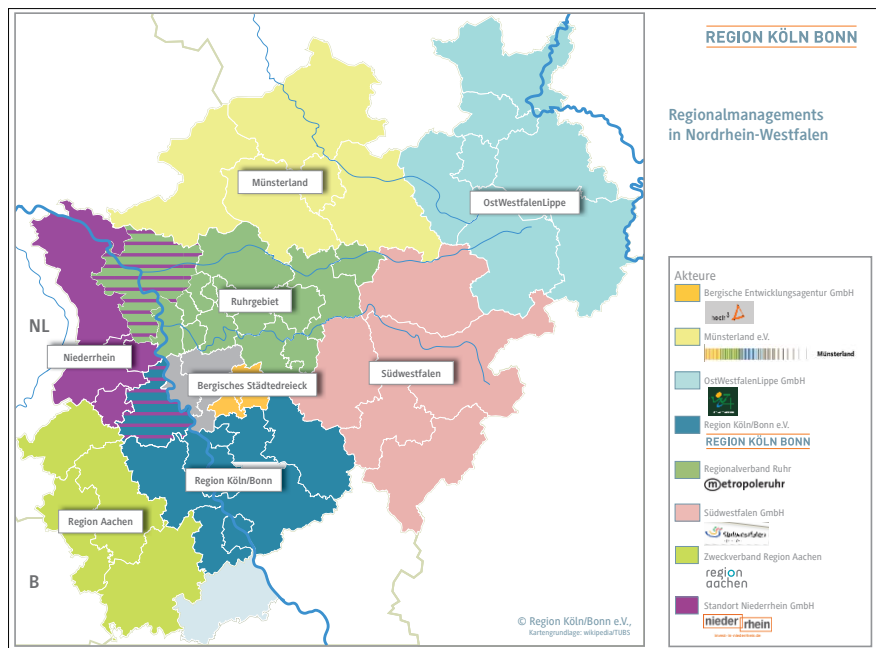 REGION KÖLN BONN
Regionalmanagements
in Nordrhein-Westfalen
Münsterland
OstWestfalenLippe
Ruhrgebiet
NL
Niederrhein
Bergisches Städtedreieck
Südwestfalen
Region Köln/Bonn
Region Aachen
B
© Region Köln/Bonn e.V.,
Kartengrundlage: wikipedia/TUBS
Akteure
Bergische Entwicklungsagentur GmbH
Münsterland e.V.
Münsterland
OstWestfalenLippe GmbH
Region Köln/Bonn e.V.
REGION KÖLN BONN
Regionalverband Ruhr
metropoleruhr
Südwestfalen GmbH
Südwestfalen
Zweckverband Region Aachen
region
aachen
Standort Niederrhein GmbH
nieder rhein